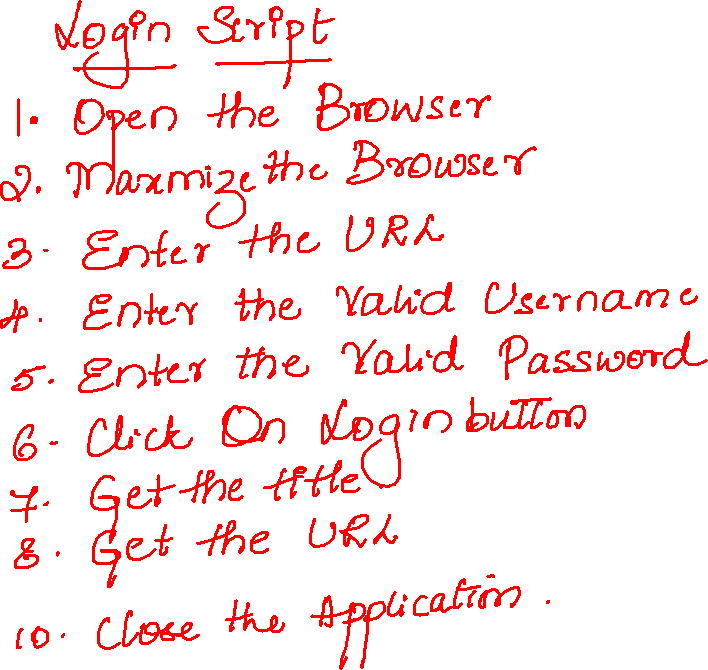 Login Script
1. Open the Browser
2. Maxmize the Browser
3. Enter the URL
4. Enter the Valid Username
5. Enter the Valid Password
6. Click On Login button
7. Get the title
8. Get the URL
10. Close the Application.